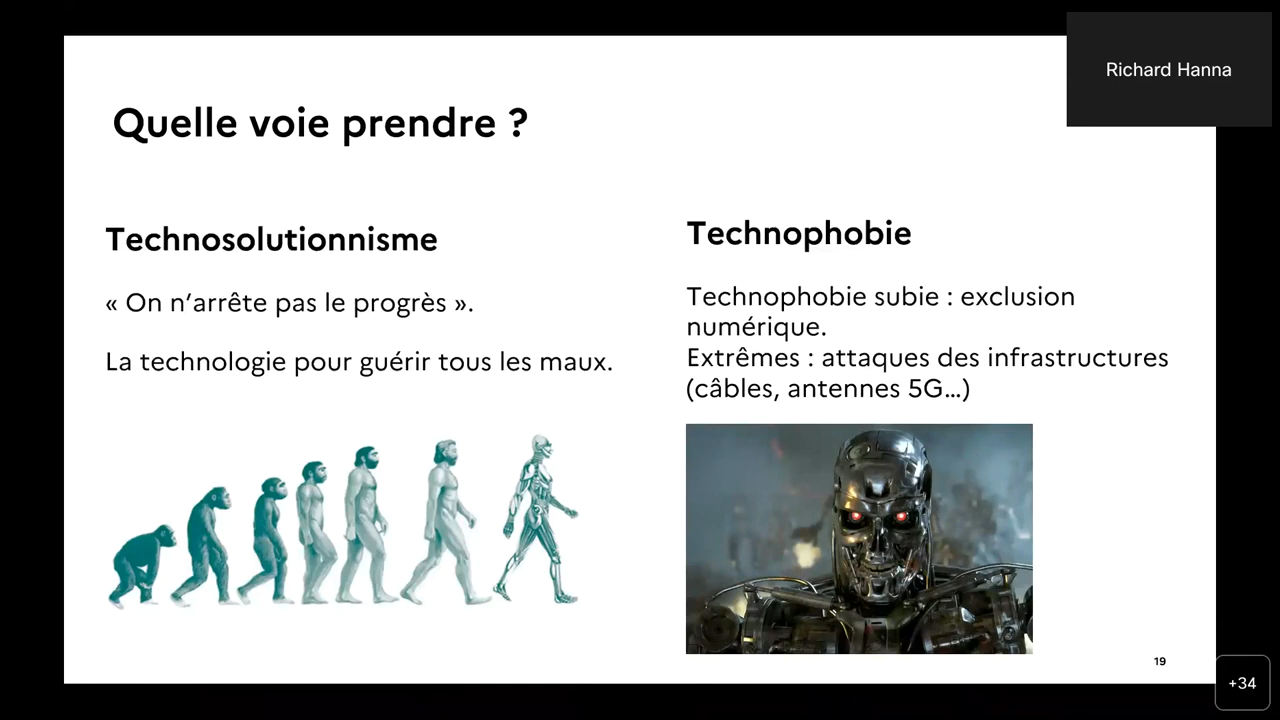 Richard Hanna
Quelle voie prendre ?
Technosolutionnisme
« On n’arrête pas le progrès ».
La technologie pour guérir tous les maux.
Technophobie
Technophobie subie : exclusion
numérique.
Extrêmes : attaques des infrastructures
(câbles, antennes 5G…)
19
+34